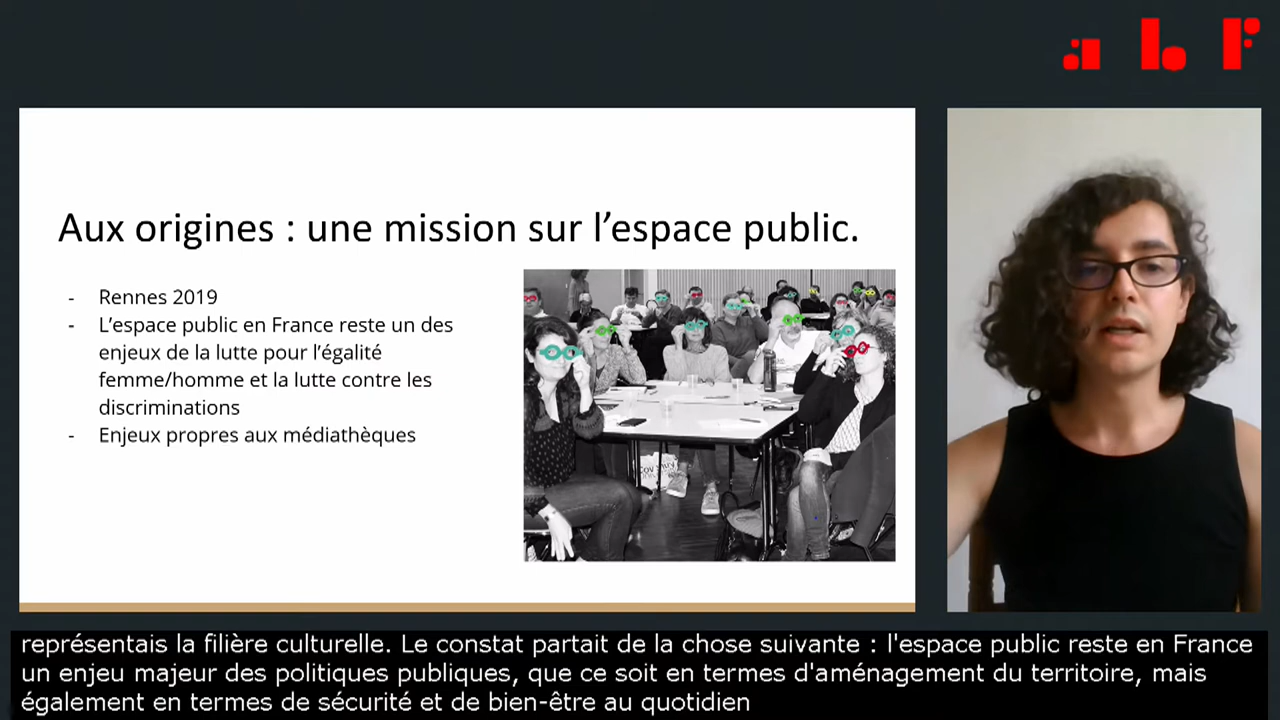 abf
Aux origines : une mission sur l’espace public.
- Rennes 2019
- L’espace public en France reste un des
enjeux de la lutte pour l’égalité
femme/homme et la lutte contre les
discriminations
- Enjeux propres aux médiathèques
représentais la filière culturelle. Le constat partait de la chose suivante : l'espace public reste en France
un enjeu majeur des politiques publiques, que ce soit en termes d'aménagement du territoire, mais
également en termes de sécurité et de bien-être au quotidien